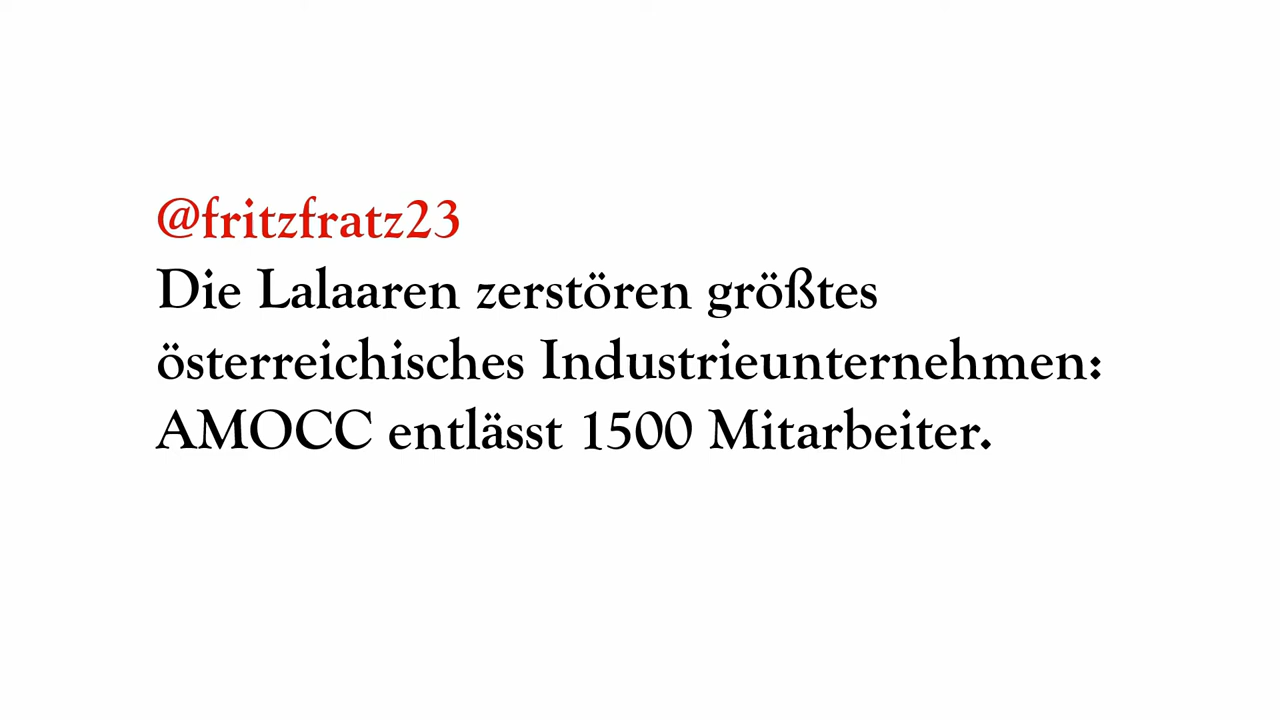 @fritzfratz23
Die Lalaaren zerstören größtes
österreichisches Industrieunternehmen:
AMOCC entlässt 1500 Mitarbeiter.